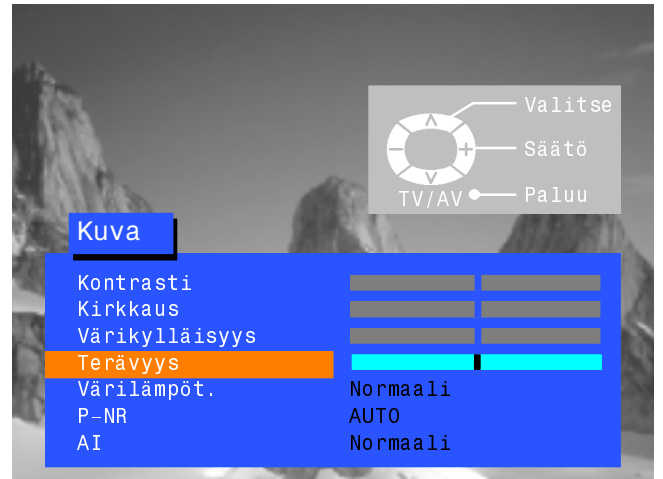 Valitse
Säätö
TV/AV Paluu
Kuva
Kontrasti
Kirkkaus
Värikylläisyys
Terävyys
Värilämpöt. Normaali
P-NR AUTO
AI Normaali